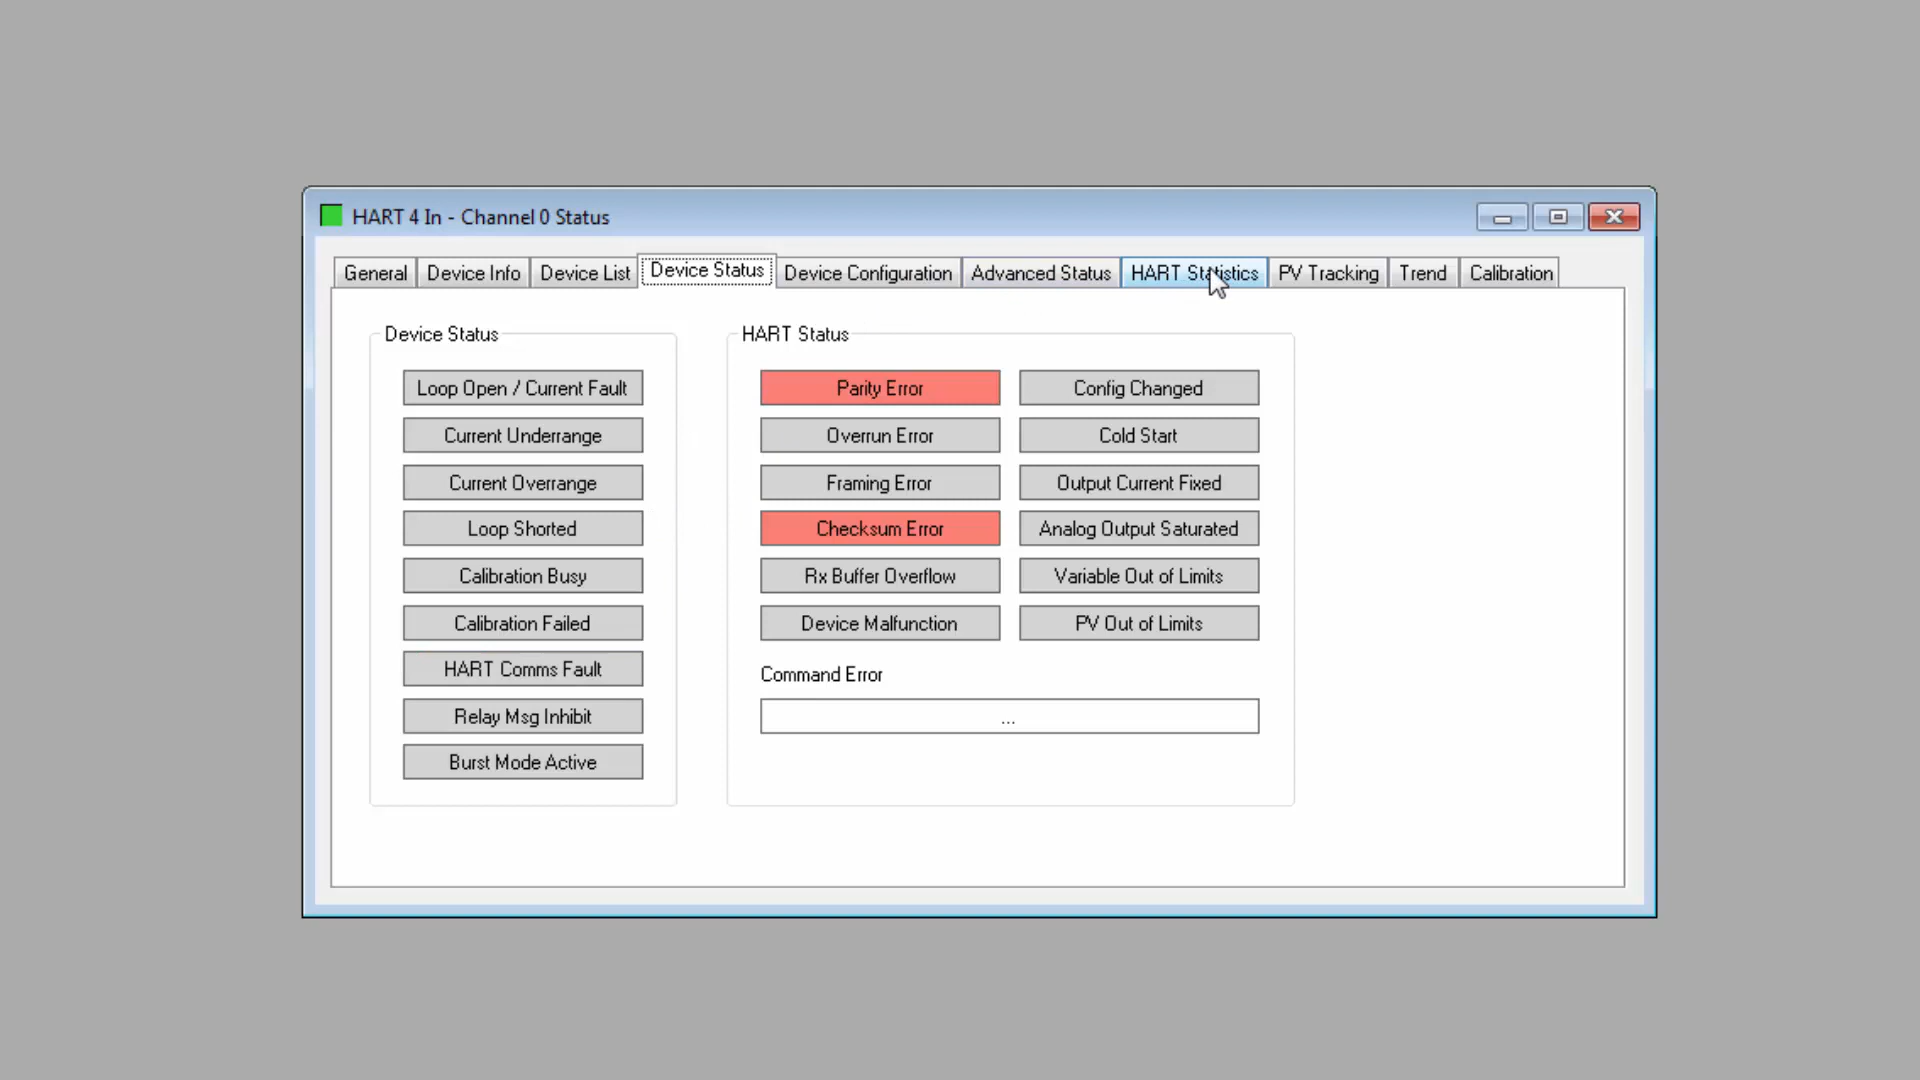 HART 4 In - Channel 0 Status
General Device Info Device List Device Status Device Configuration Advanced Status HART Statistics PV Tracking Trend Calibration
Device Status
Loop Open / Current Fault
Current Underrange
Current Overrange
Loop Shorted
Calibration Busy
Calibration Failed
HART Comms Fault
Relay Msg Inhibit
Burst Mode Active
HART Status
Parity Error Config Changed
Overrun Error Cold Start
Framing Error Output Current Fixed
Checksum Error Analog Output Saturated
Rx Buffer Overflow Variable Out of Limits
Device Malfunction PV Out of Limits
Command Error
...